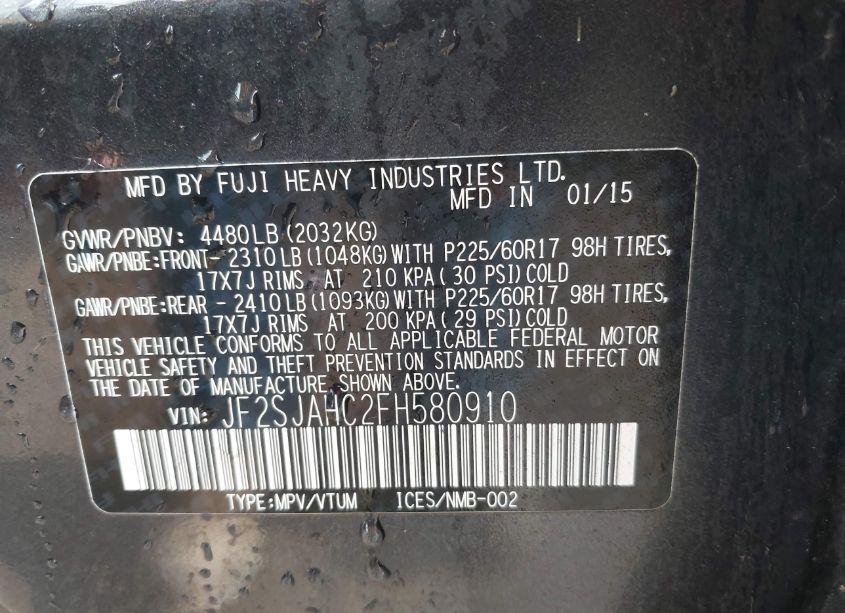 MFD BY FUJI HEAVY INDUSTRIES LTD.
MFD IN 01/15
GVWR/PNBV: 4480LB (2032KG)
GAWR/PNBE:FRONT- 2310LB (1048KG) WITH P225/60R17 98H TIRES,
17X7J RIMS AT 210 KPA ( 30 PSI) COLD
GAWR/PNBE:REAR - 2410LB (1093KG) WITH P225/60R17 98H TIRES,
17X7J RIMS AT 200 KPA ( 29 PSI) COLD
THIS VEHICLE CONFORMS TO ALL APPLICABLE FEDERAL MOTOR
VEHICLE SAFETY AND THEFT PREVENTION STANDARDS IN EFFECT ON
THE DATE OF MANUFACTURE SHOWN ABOVE.
VIN: JF2SJAHC2FH580910
TYPE:MPV/VTUM ICES/NMB-002